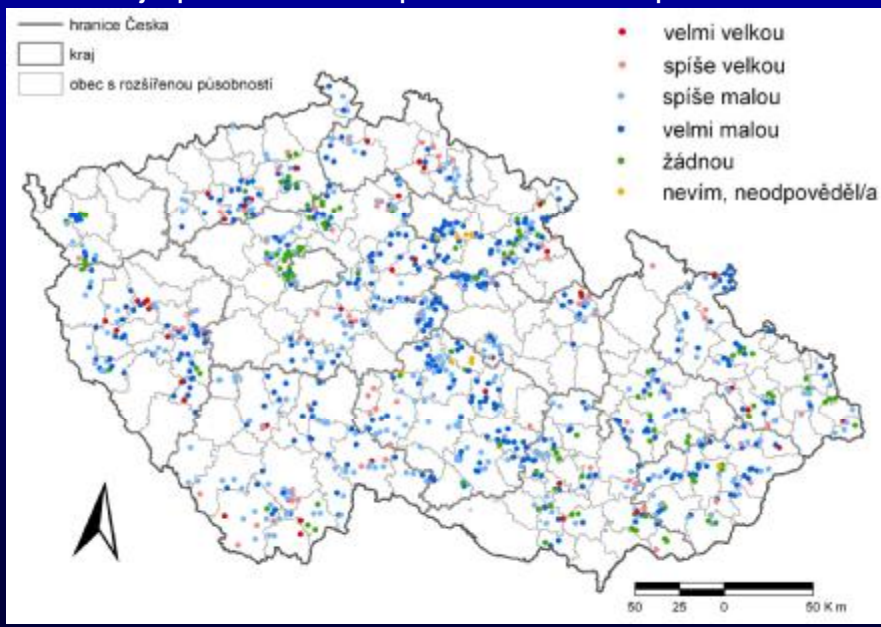 hranice Česka
kraj
obec s rozšířenou působností
velmi velkou
spíše velkou
spíše malou
velmi malou
žádnou
nevím, neodpověděl/a
50 25 0 50 Km